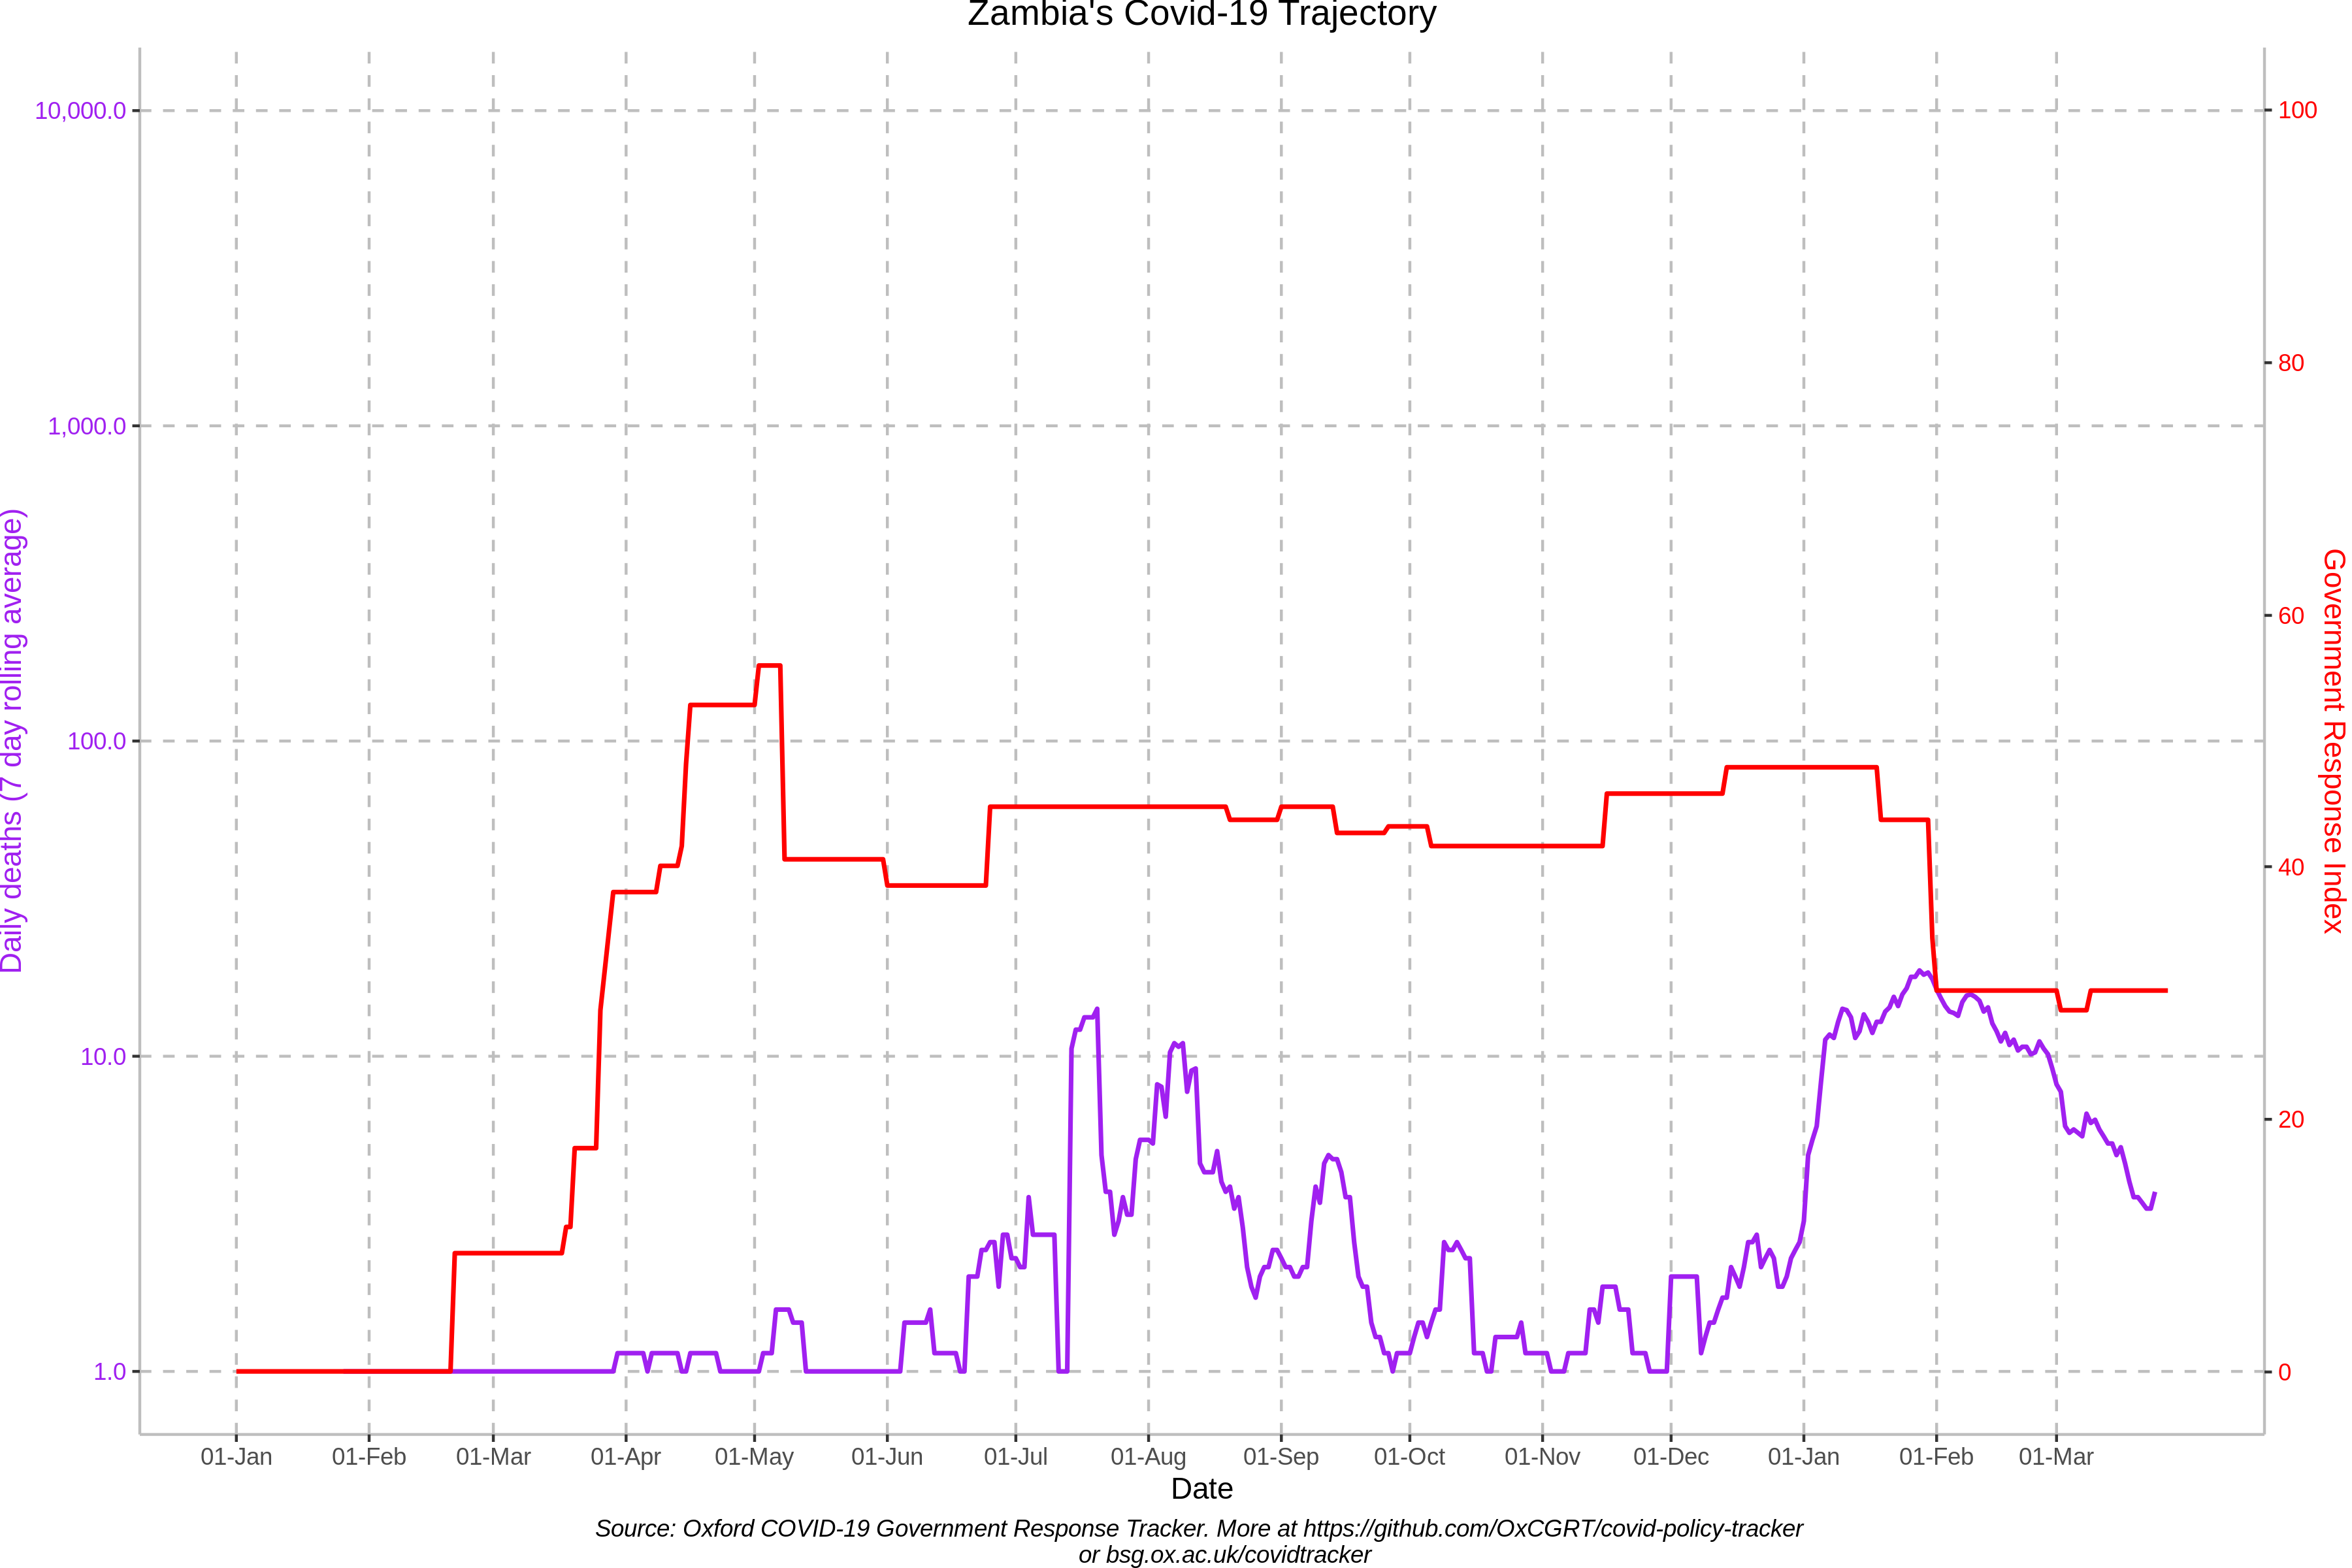 Zambia's Covid-19 Trajectory
10,000.0
1,000.0
100.0
10.0
1.0
Daily deaths (7 day rolling average)
100
80
60
40
20
0
Government Response Index
01-Jan 01-Feb 01-Mar 01-Apr 01-May 01-Jun 01-Jul 01-Aug 01-Sep 01-Oct 01-Nov 01-Dec 01-Jan 01-Feb 01-Mar
Date
Source: Oxford COVID-19 Government Response Tracker. More at https://github.com/OxCGRT/covid-policy-tracker
or bsg.ox.ac.uk/covidtracker